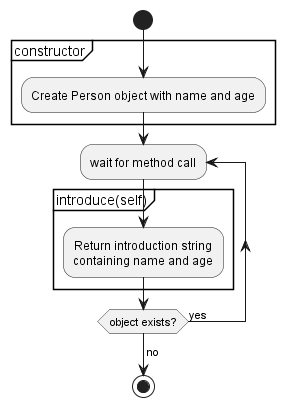 constructor
Create Person object with name and age
wait for method call
introduce(self)
Return introduction string
containing name and age
object exists?
yes
no